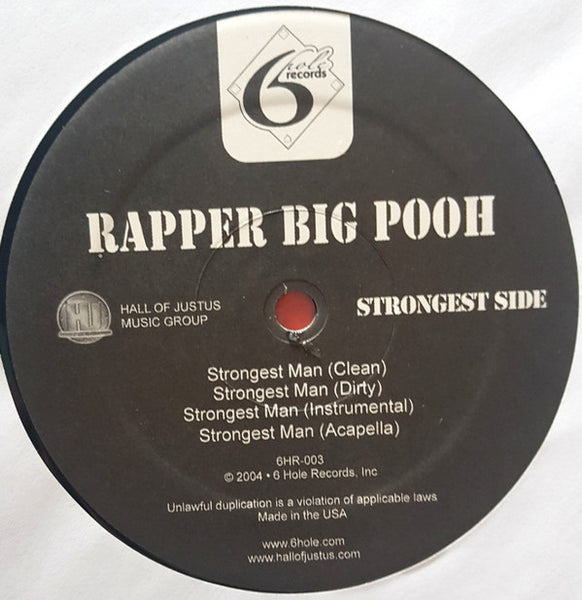 6 hole
records
RAPPER BIG POOH
HJ
HALL OF JUSTUS
MUSIC GROUP
STRONGEST SIDE
Strongest Man (Clean)
Strongest Man (Dirty)
Strongest Man (Instrumental)
Strongest Man (Acapella)
6HR-003
© 2004 • 6 Hole Records, Inc
Unlawful duplication is a violation of applicable laws
Made in the USA
www.6hole.com
www.hallofjustus.com